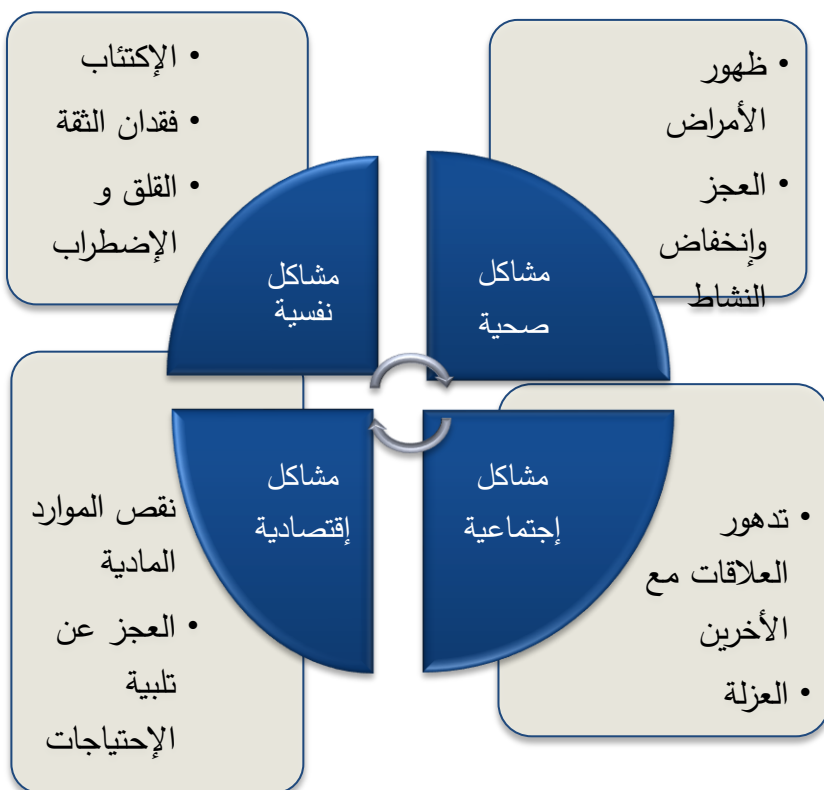 • ظهور
الأمراض
• العجز
وإنخفاض
النشاط
مشاكل
صحية
• الإكتئاب
• فقدان الثقة
• القلق و
الإضطراب
مشاكل
نفسية
• تدهور
العلاقات مع
الأخرين
• العزلة
مشاكل
إجتماعية
نقص الموارد
المادية
• العجز عن
تلبية
الإحتياجات
مشاكل
إقتصادية